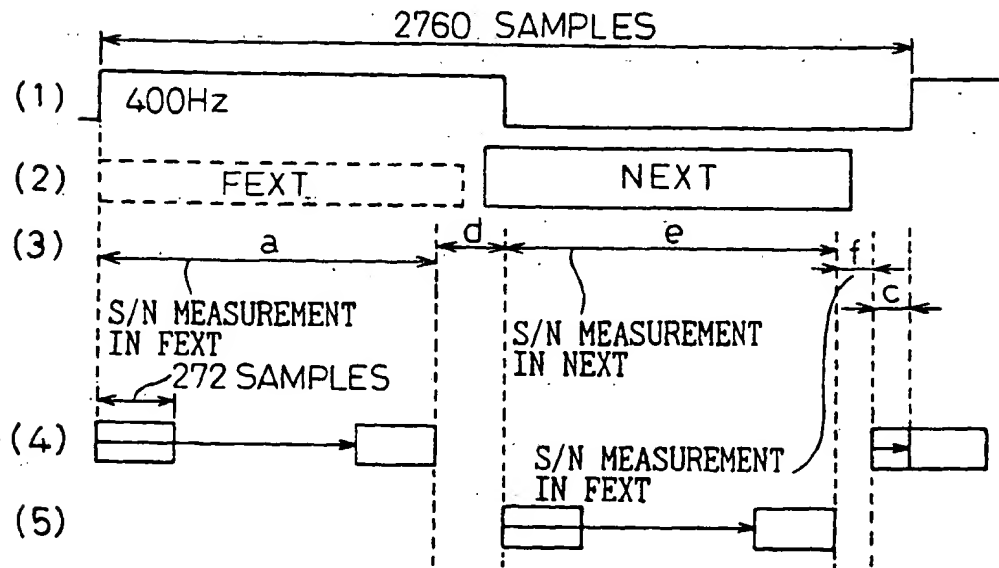 2760 SAMPLES
(1)
400Hz
(2)
FEXT
NEXT
(3)
a
d
e
f
c
S/N MEASUREMENT
IN FEXT
S/N MEASUREMENT
IN NEXT
272 SAMPLES
(4)
S/N MEASUREMENT
IN FEXT
(5)